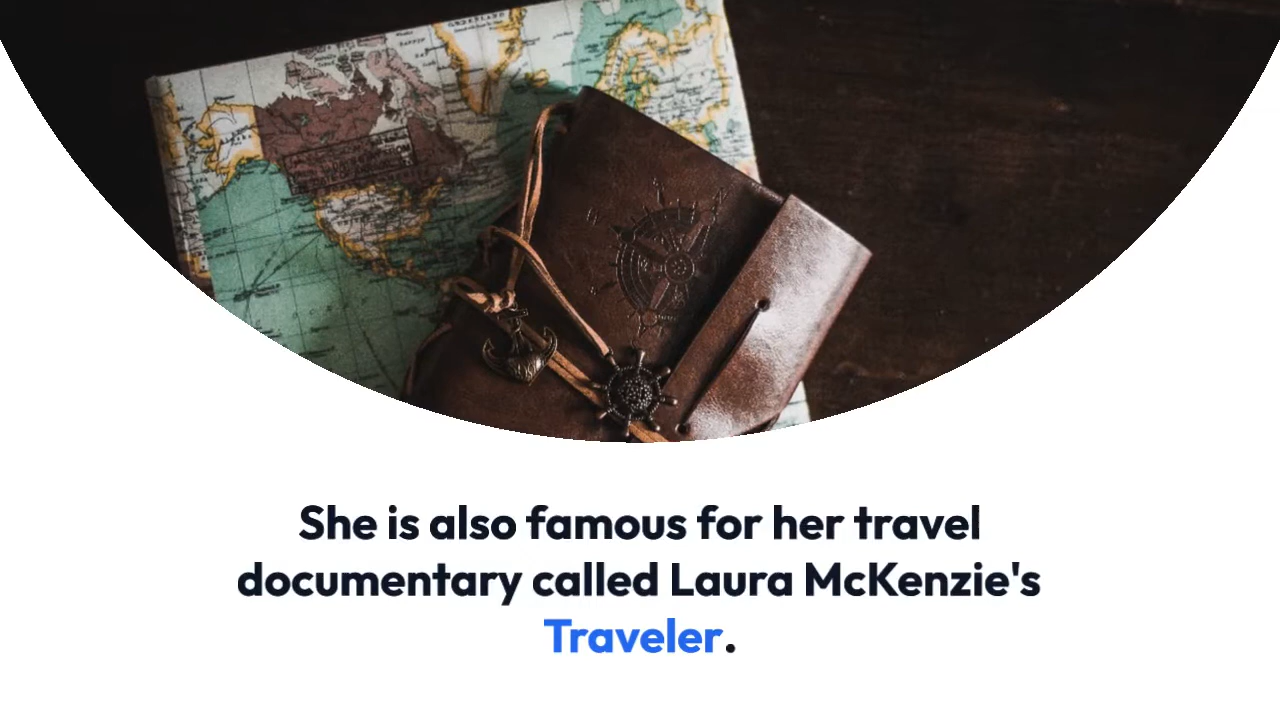 She is also famous for her travel
documentary called Laura McKenzie's
Traveler.